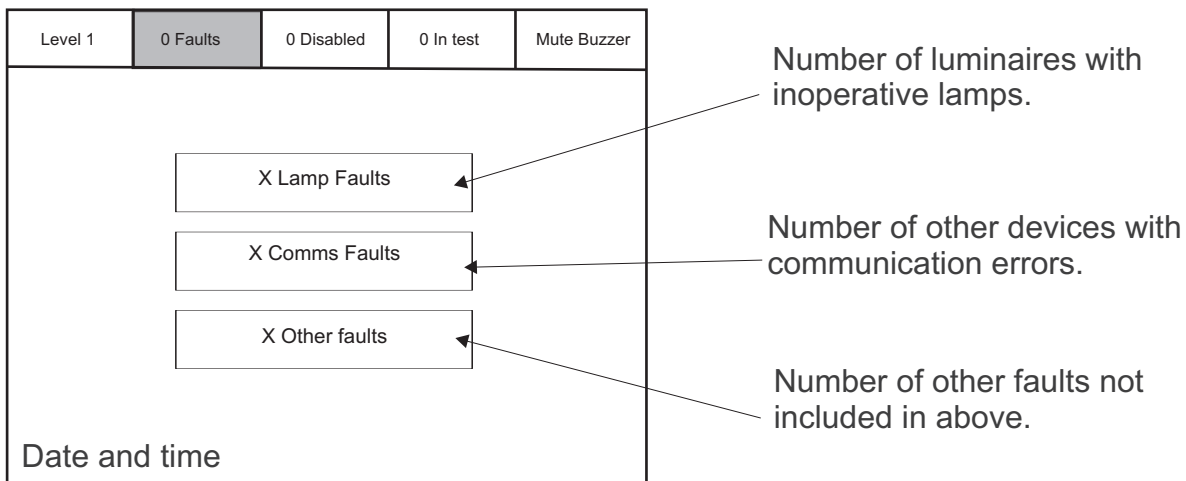 Level 1
0 Faults
0 Disabled
0 In test
Mute Buzzer
Number of luminaires with
inoperative lamps.
X Lamp Faults
Number of other devices with
communication errors.
X Comms Faults
X Other faults
Number of other faults not
included in above.
Date and time